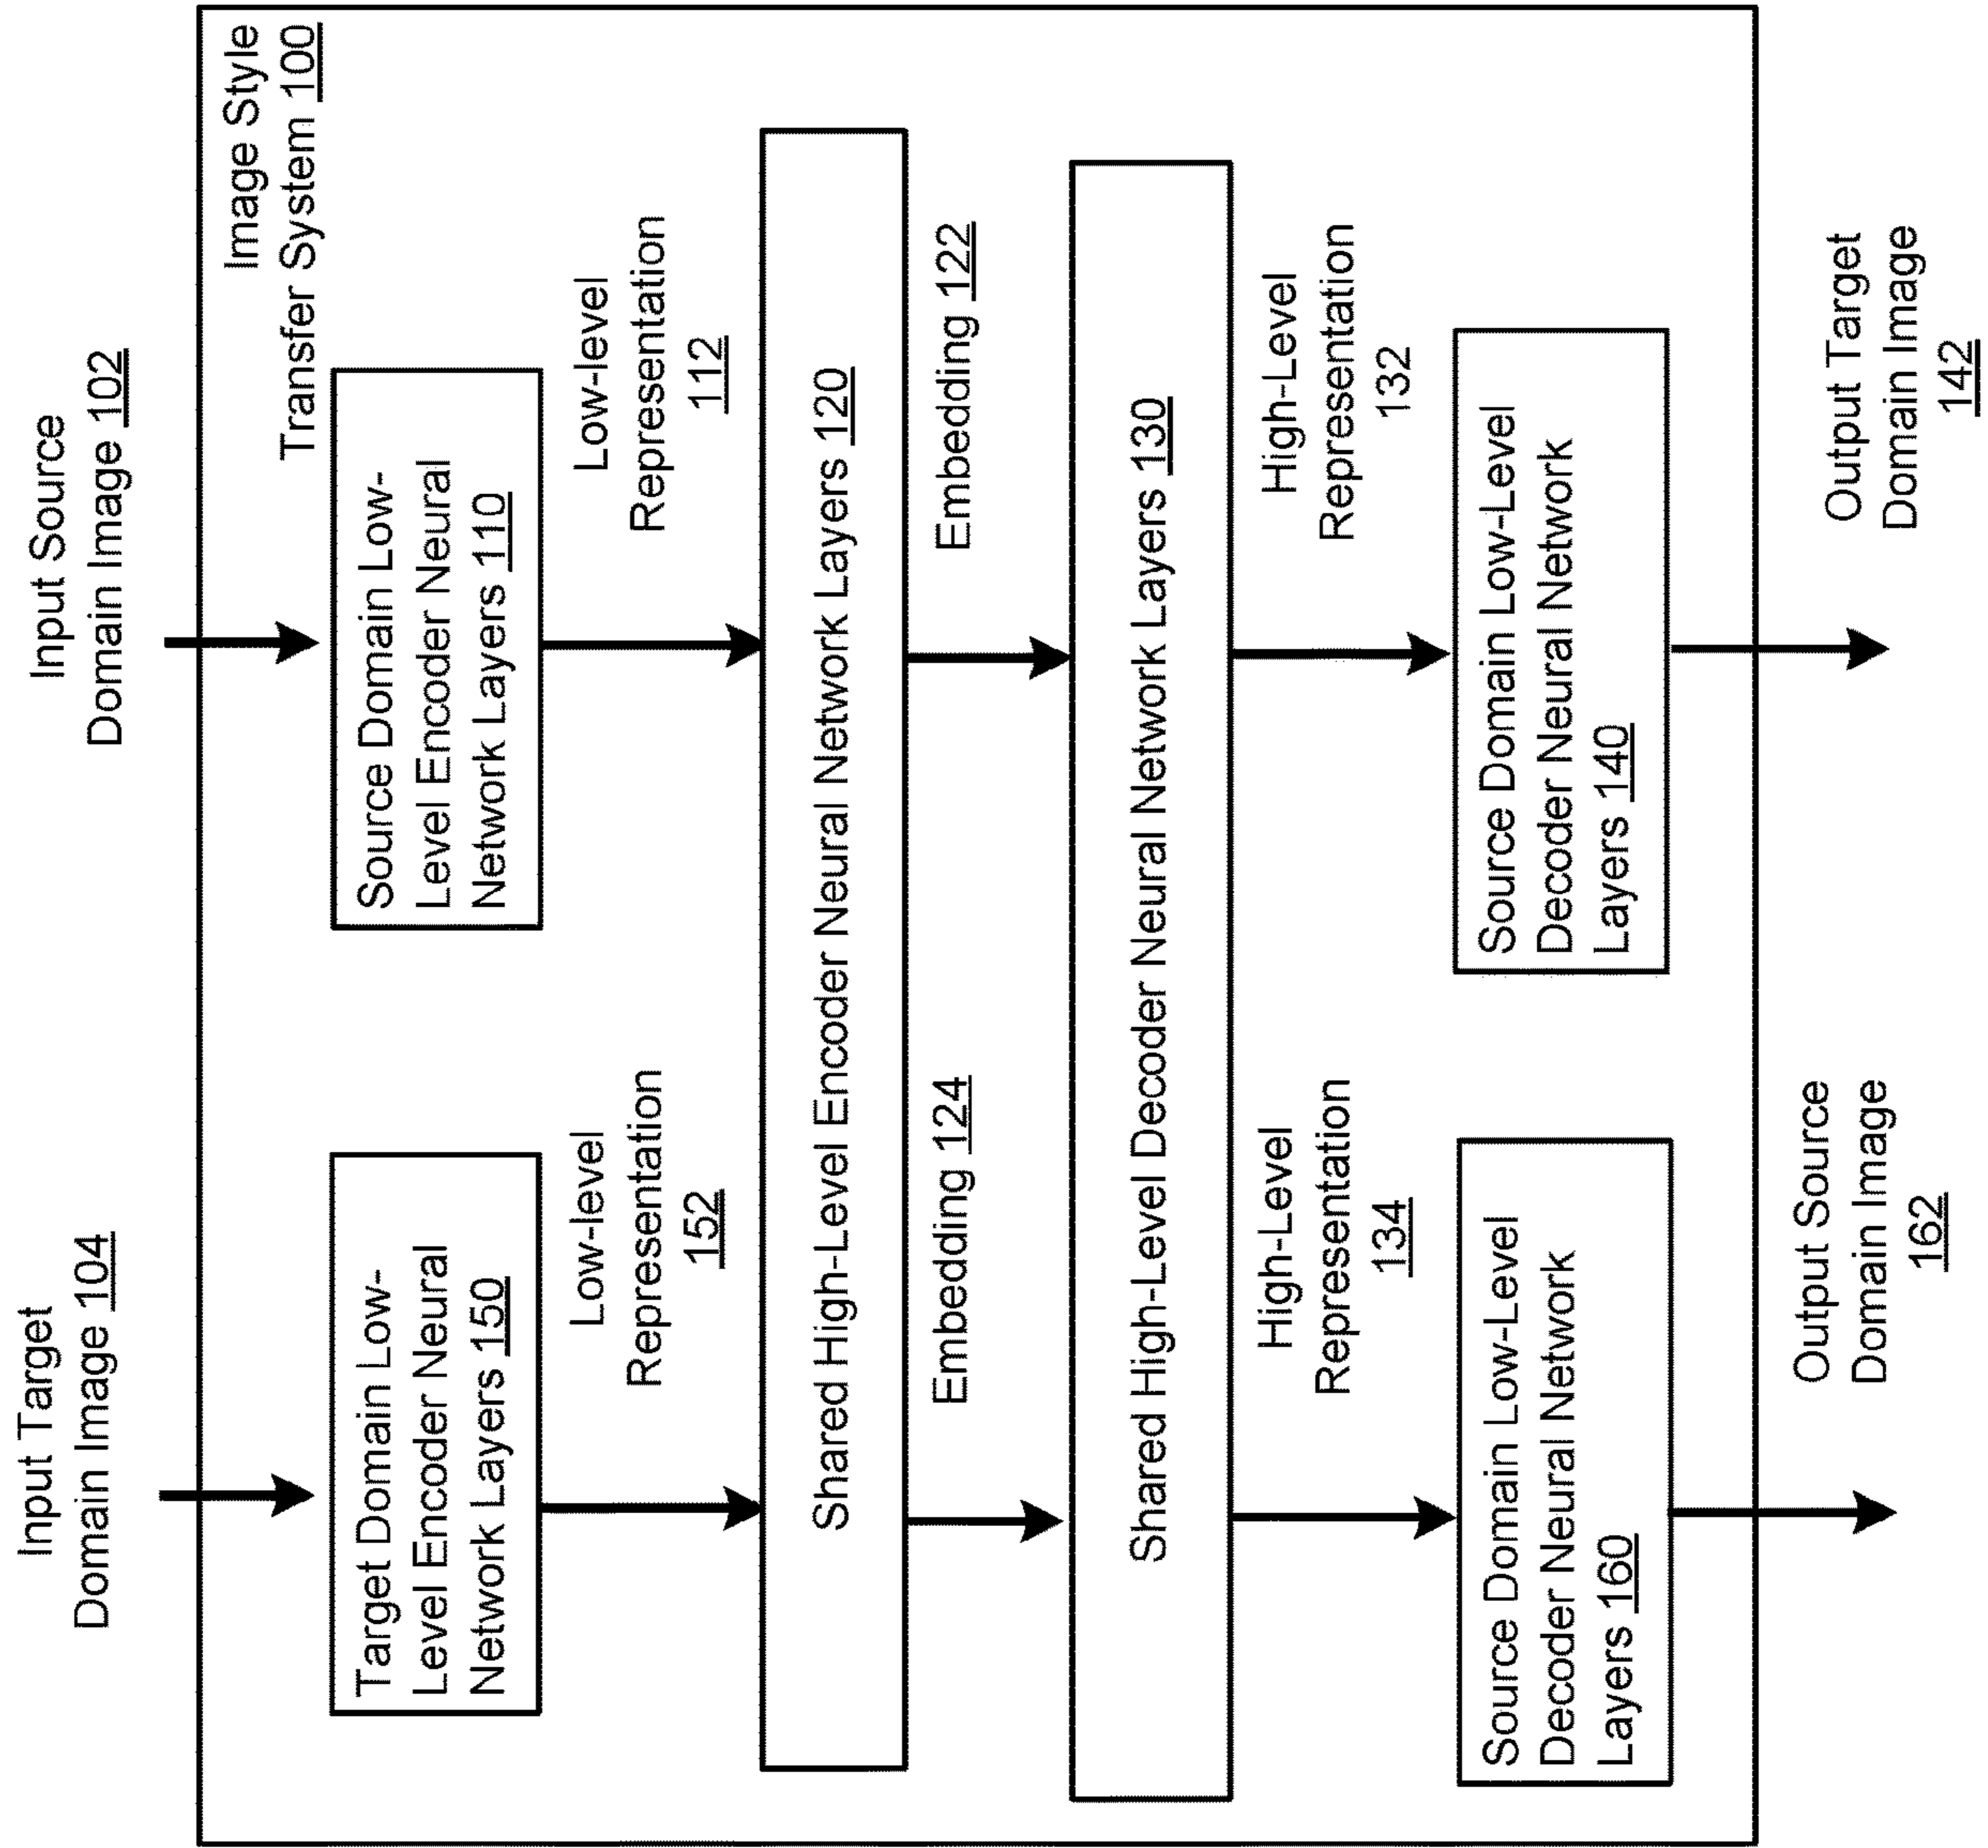 Input Target
Domain Image 104
Input Source
Domain Image 102
Image Style
Transfer System 100
Target Domain Low-
Level Encoder Neural
Network Layers 150
Source Domain Low-
Level Encoder Neural
Network Layers 110
Low-level
Representation
152
Low-level
Representation
112
Shared High-Level Encoder Neural Network Layers 120
Embedding 124
Embedding 122
Shared High-Level Decoder Neural Network Layers 130
High-Level
Representation
134
High-Level
Representation
132
Source Domain Low-Level
Decoder Neural Network
Layers 160
Source Domain Low-Level
Decoder Neural Network
Layers 140
Output Source
Domain Image
162
Output Target
Domain Image
142